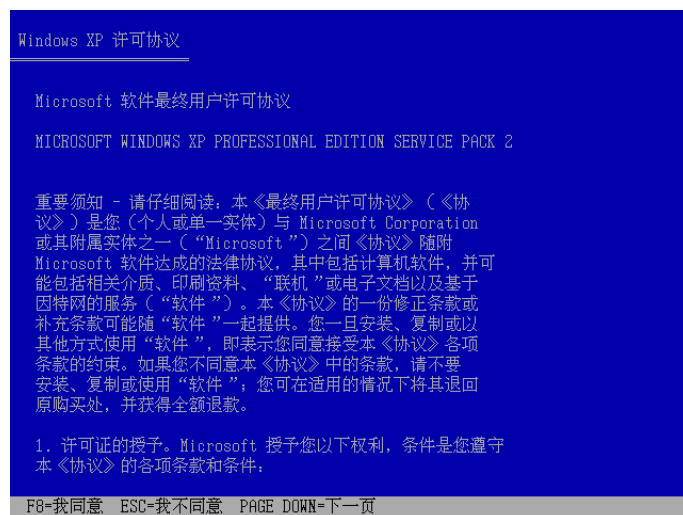 Windows XP 许可协议
Microsoft 软件最终用户许可协议
MICROSOFT WINDOWS XP PROFESSIONAL EDITION SERVICE PACK 2
重要须知 - 请仔细阅读：本《最终用户许可协议》（《协
议》）是您（个人或单一实体）与 Microsoft Corporation
或其附属实体之一（“Microsoft”）之间《协议》随附
Microsoft 软件达成的法律协议，其中包括计算机软件，并可
能包括相关介质、印刷资料、“联机”或电子文档以及基于
因特网的服务（“软件”）。本《协议》的一份修正条款或
补充条款可能随“软件”一起提供。您一旦安装、复制或以
其他方式使用“软件”，即表示您同意接受本《协议》各项
条款的约束。如果您不同意本《协议》中的条款，请不要
安装、复制或使用“软件”；您可在适用的情况下将其退回
原购买处，并获得全额退款。
1. 许可证的授予。Microsoft 授予您以下权利，条件是您遵守
本《协议》的各项条款和条件：
F8=我同意 ESC=我不同意 PAGE DOWN=下一页